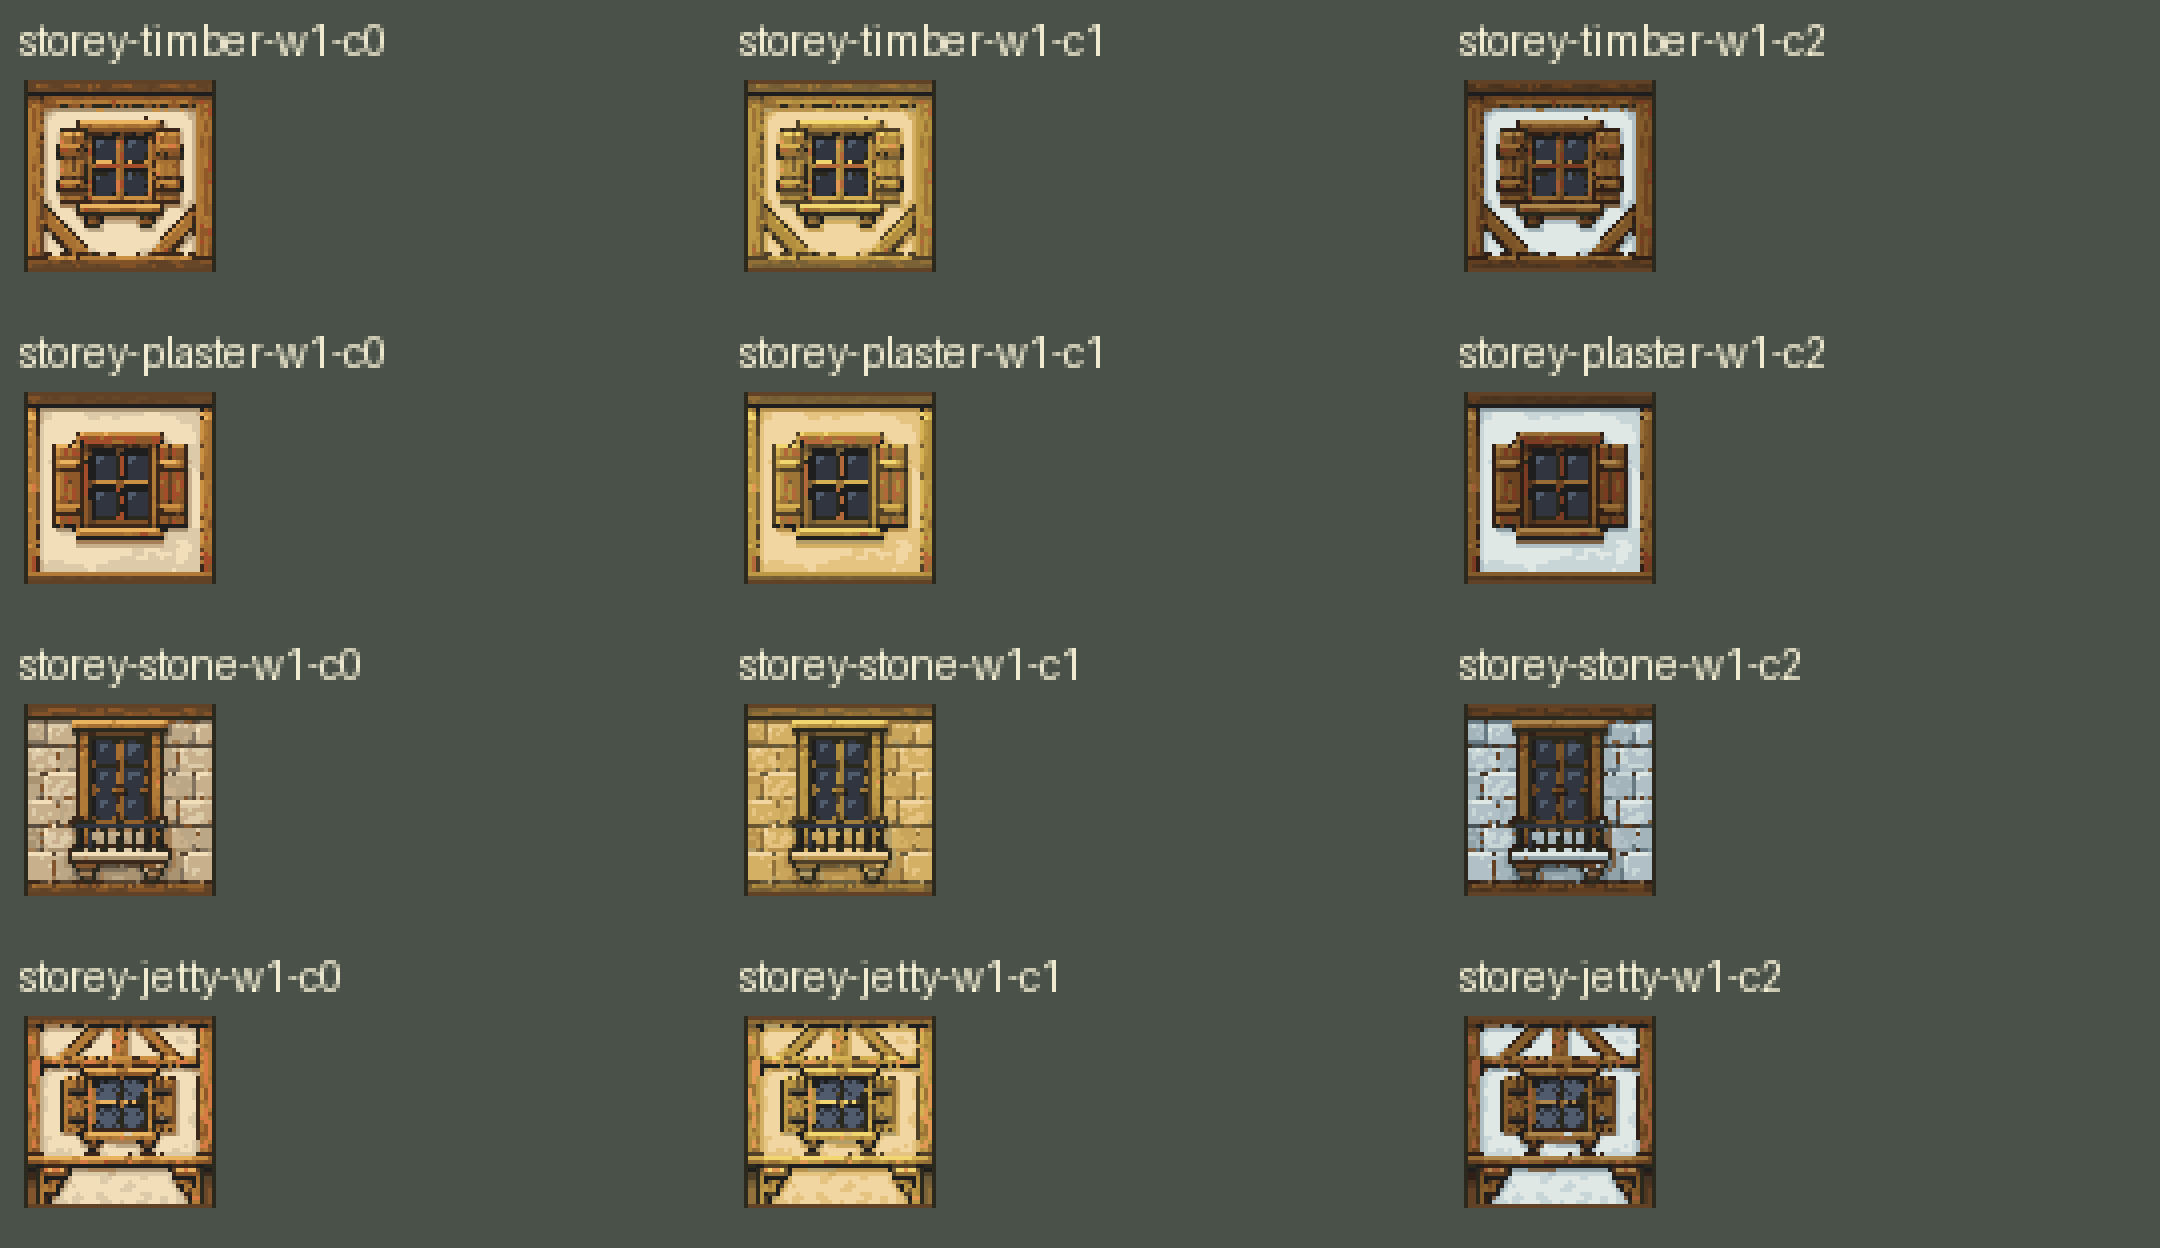 storey-timber-w1-c0
storey-timber-w1-c1
storey-timber-w1-c2
storey-plaster-w1-c0
storey-plaster-w1-c1
storey-plaster-w1-c2
storey-stone-w1-c0
storey-stone-w1-c1
storey-stone-w1-c2
storey-jetty-w1-c0
storey-jetty-w1-c1
storey-jetty-w1-c2